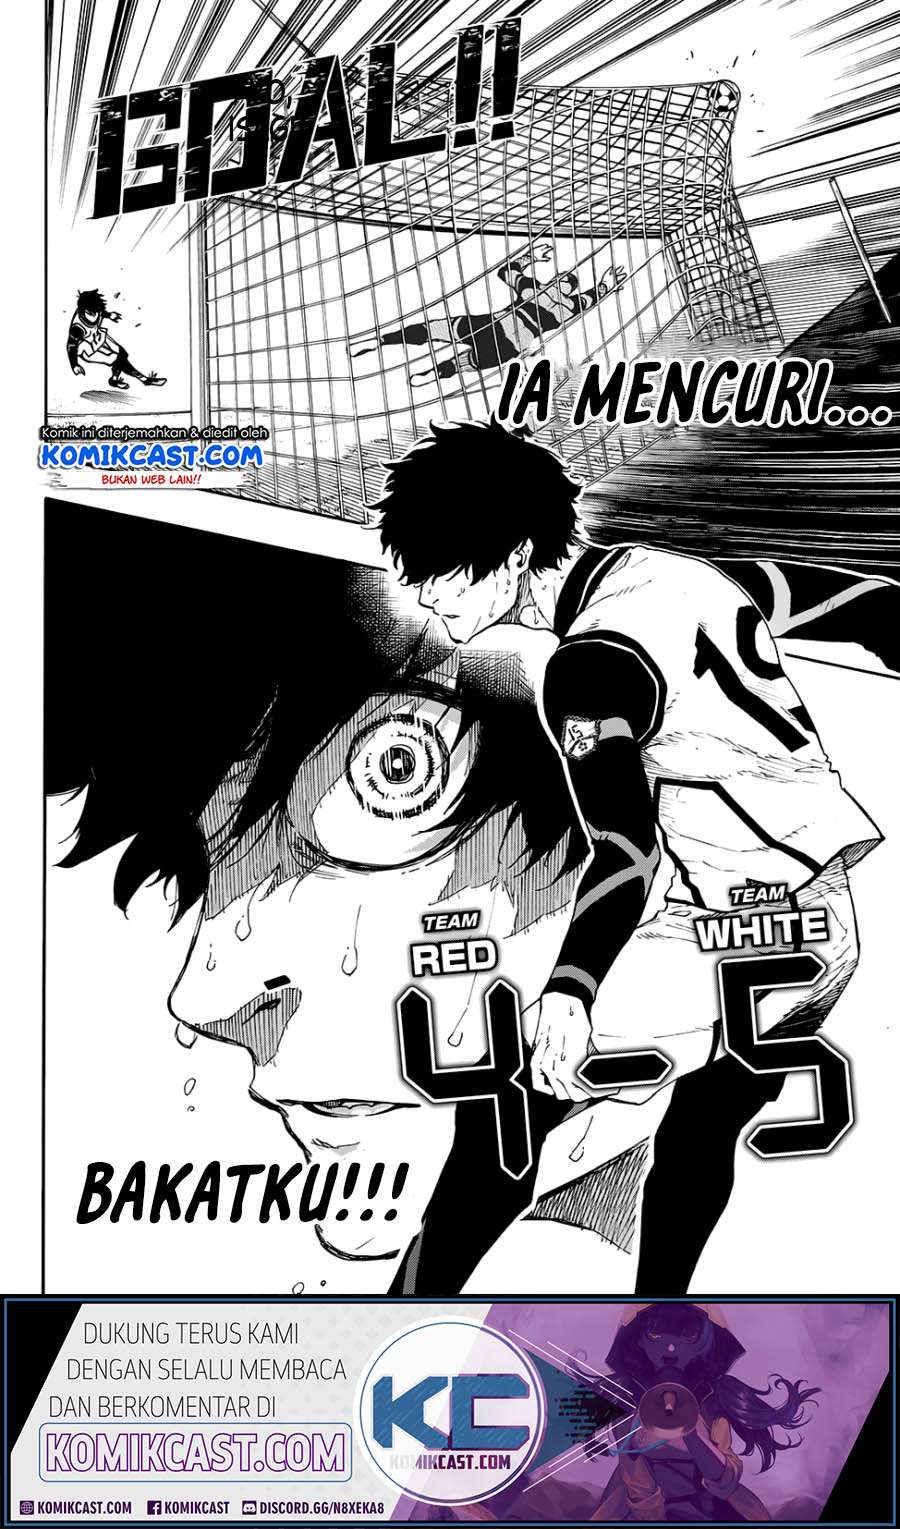 GOAL!!
IA MENCURI...
Komik ini diterjemahkan & diedit oleh
KOMIKCAST.COM
BUKAN WEB LAIN!!
TEAM
RED
TEAM
WHITE
4 - 5
BAKATKU!!!
DUKUNG TERUS KAMI
DENGAN SELALU MEMBACA
DAN BERKOMENTAR DI
KOMIKCAST.COM
KC
KOMIKCAST.COM
KOMIKCAST.COM
KOMIKCAST
DISCORD.GG/N8XEKA8